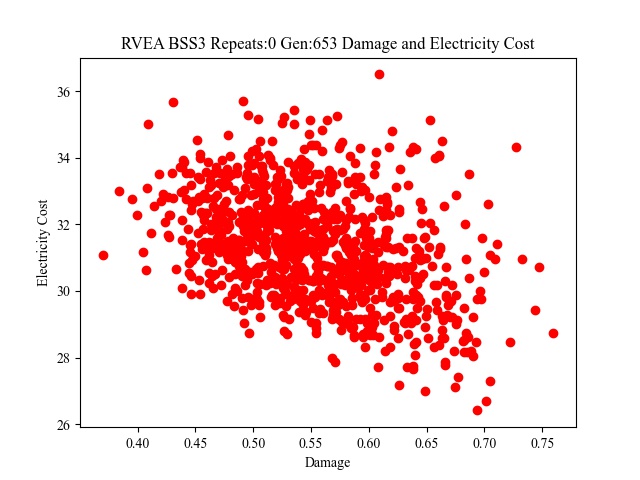 RVEA BSS3 Repeats:0 Gen:653 Damage and Electricity Cost
36
34
32
30
28
26
Electricity Cost
0.40 0.45 0.50 0.55 0.60 0.65 0.70 0.75
Damage